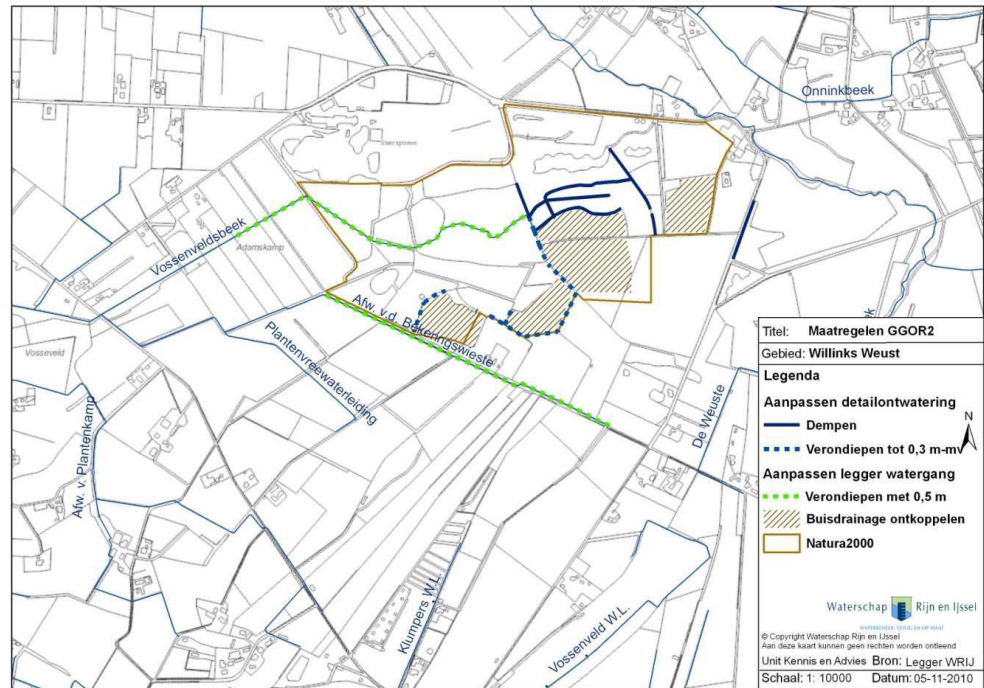 Onninkbeek
Steengroeve
Vossenveldsbeek
Adamskamp
Afw. v.d. Bekeringswieste
Vosseveld
Plantenvreewaterleiding
Afw. v. Plantenkamp
De Weuste
Klumpers W.L.
Vossenveld W.L.
Titel: Maatregelen GGOR2
Gebied: Willinks Weust
Legenda
Aanpassen detailontwatering
N
Dempen
Verondiepen tot 0,3 m-mv
Aanpassen legger watergang
Verondiepen met 0,5 m
Buisdrainage ontkoppelen
Natura2000
Waterschap Rijn en IJssel
© Copyright Waterschap Rijn en IJssel
Aan deze kaart kunnen geen rechten worden ontleend
Unit Kennis en Advies Bron: Legger WRIJ
Schaal: 1: 10000 Datum: 05-11-2010